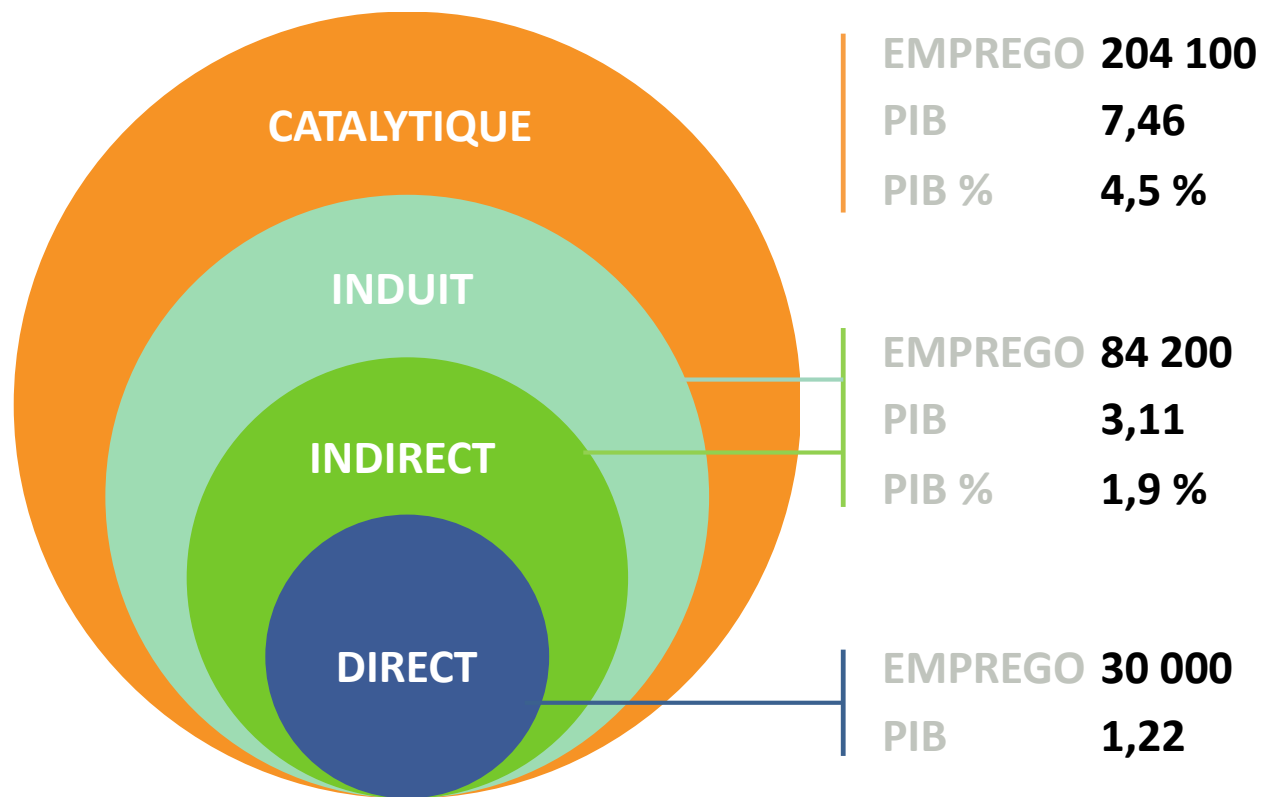 CATALYTIQUE
INDUIT
INDIRECT
DIRECT
EMPREGO 204 100
PIB 7,46
PIB % 4,5 %
EMPREGO 84 200
PIB 3,11
PIB % 1,9 %
EMPREGO 30 000
PIB 1,22